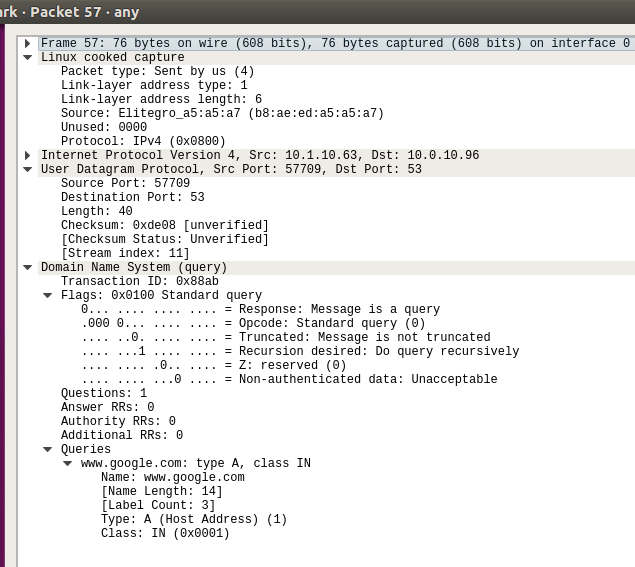 ark · Packet 57 · any
Frame 57: 76 bytes on wire (608 bits), 76 bytes captured (608 bits) on interface 0
Linux cooked capture
Packet type: Sent by us (4)
Link-layer address type: 1
Link-layer address length: 6
Source: Elitegro_a5:a5:a7 (b8:ae:ed:a5:a5:a7)
Unused: 0000
Protocol: IPv4 (0x0800)
Internet Protocol Version 4, Src: 10.1.10.63, Dst: 10.0.10.96
User Datagram Protocol, Src Port: 57709, Dst Port: 53
Source Port: 57709
Destination Port: 53
Length: 40
Checksum: 0xde08 [unverified]
[Checksum Status: Unverified]
[Stream index: 11]
Domain Name System (query)
Transaction ID: 0x88ab
Flags: 0x0100 Standard query
0... .... .... .... = Response: Message is a query
.000 0... .... .... = Opcode: Standard query (0)
.... ..0. .... .... = Truncated: Message is not truncated
.... ...1 .... .... = Recursion desired: Do query recursively
.... .... .0.. .... = Z: reserved (0)
.... .... ...0 .... = Non-authenticated data: Unacceptable
Questions: 1
Answer RRs: 0
Authority RRs: 0
Additional RRs: 0
Queries
www.google.com: type A, class IN
Name: www.google.com
[Name Length: 14]
[Label Count: 3]
Type: A (Host Address) (1)
Class: IN (0x0001)